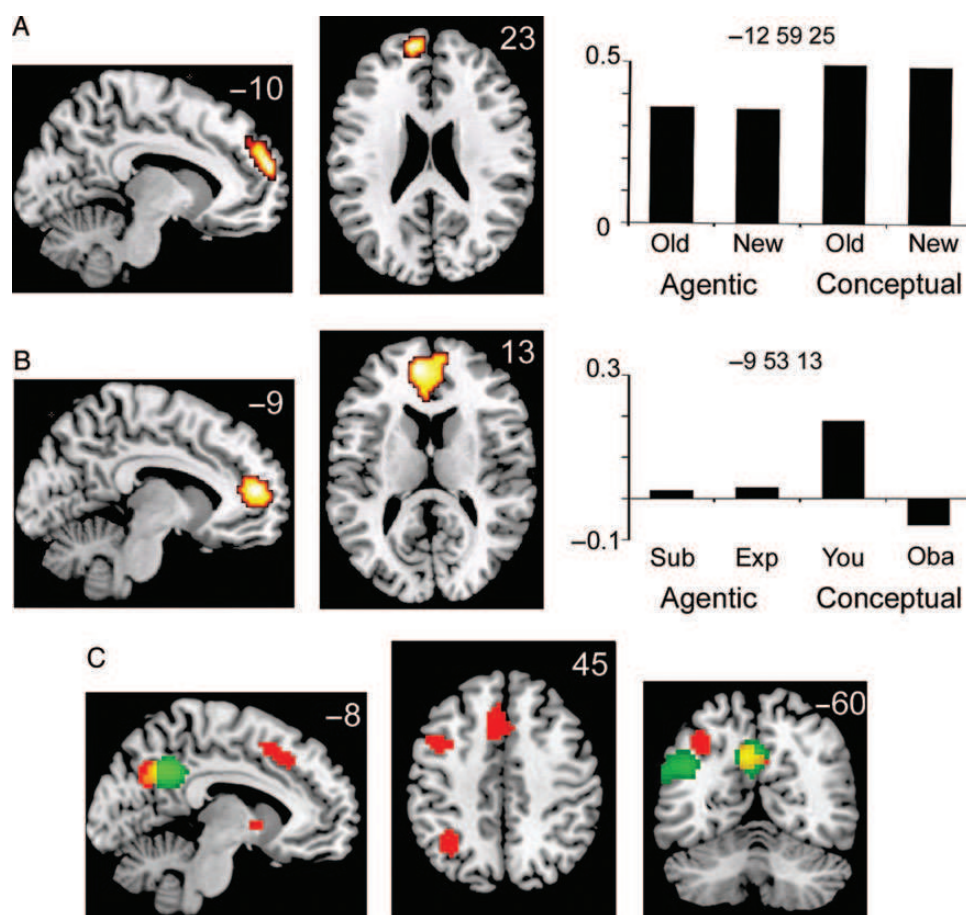 A
−10
23
−12 59 25
0.5
0
Old New Old New
Agentic Conceptual
B
−9
13
−9 53 13
0.3
−0.1
Sub Exp You Oba
Agentic Conceptual
C
−8
45
−60